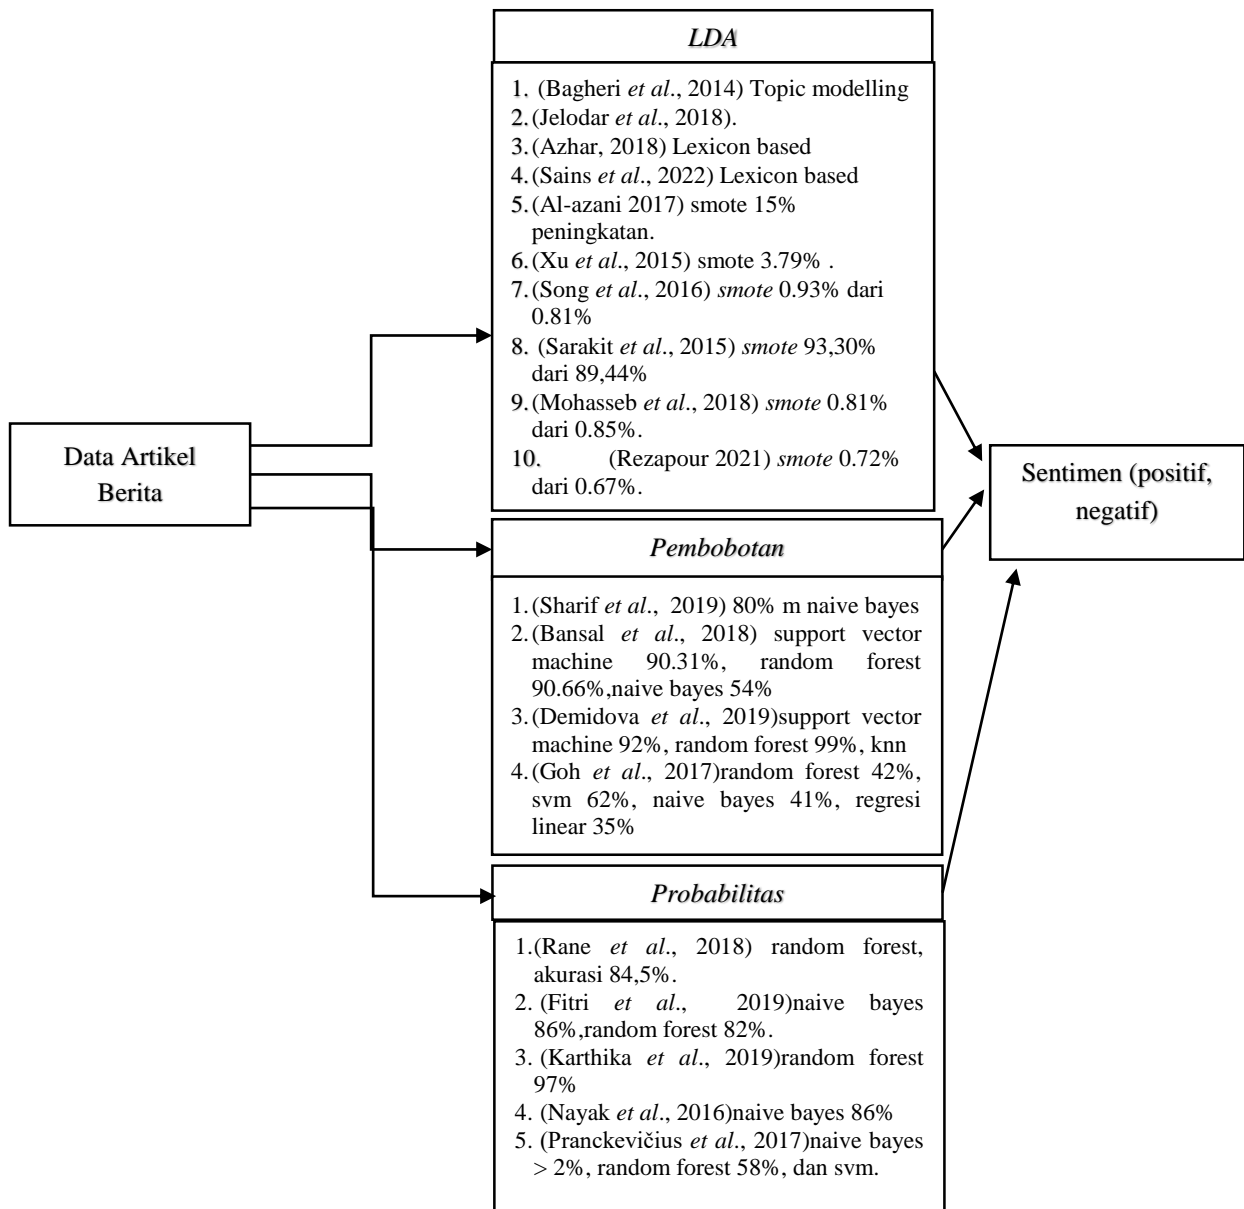 LDA
1. (Bagheri et al., 2014) Topic modelling
2. (Jelodar et al., 2018).
3. (Azhar, 2018) Lexicon based
4. (Sains et al., 2022) Lexicon based
5. (Al-azani 2017) smote 15%
peningkatan.
6. (Xu et al., 2015) smote 3.79% .
7. (Song et al., 2016) smote 0.93% dari
0.81%
8. (Sarakit et al., 2015) smote 93,30%
dari 89,44%
9. (Mohasseb et al., 2018) smote 0.81%
dari 0.85%.
10. (Rezapour 2021) smote 0.72%
dari 0.67%.
Data Artikel
Berita
Sentimen (positif,
negatif)
Pembobotan
1. (Sharif et al., 2019) 80% m naive bayes
2. (Bansal et al., 2018) support vector
machine 90.31%, random forest
90.66%,naive bayes 54%
3. (Demidova et al., 2019)support vector
machine 92%, random forest 99%, knn
4. (Goh et al., 2017)random forest 42%,
svm 62%, naive bayes 41%, regresi
linear 35%
Probabilitas
1. (Rane et al., 2018) random forest,
akurasi 84,5%.
2. (Fitri et al., 2019)naive bayes
86%,random forest 82%.
3. (Karthika et al., 2019)random forest
97%
4. (Nayak et al., 2016)naive bayes 86%
5. (Pranckevičius et al., 2017)naive bayes
> 2%, random forest 58%, dan svm.